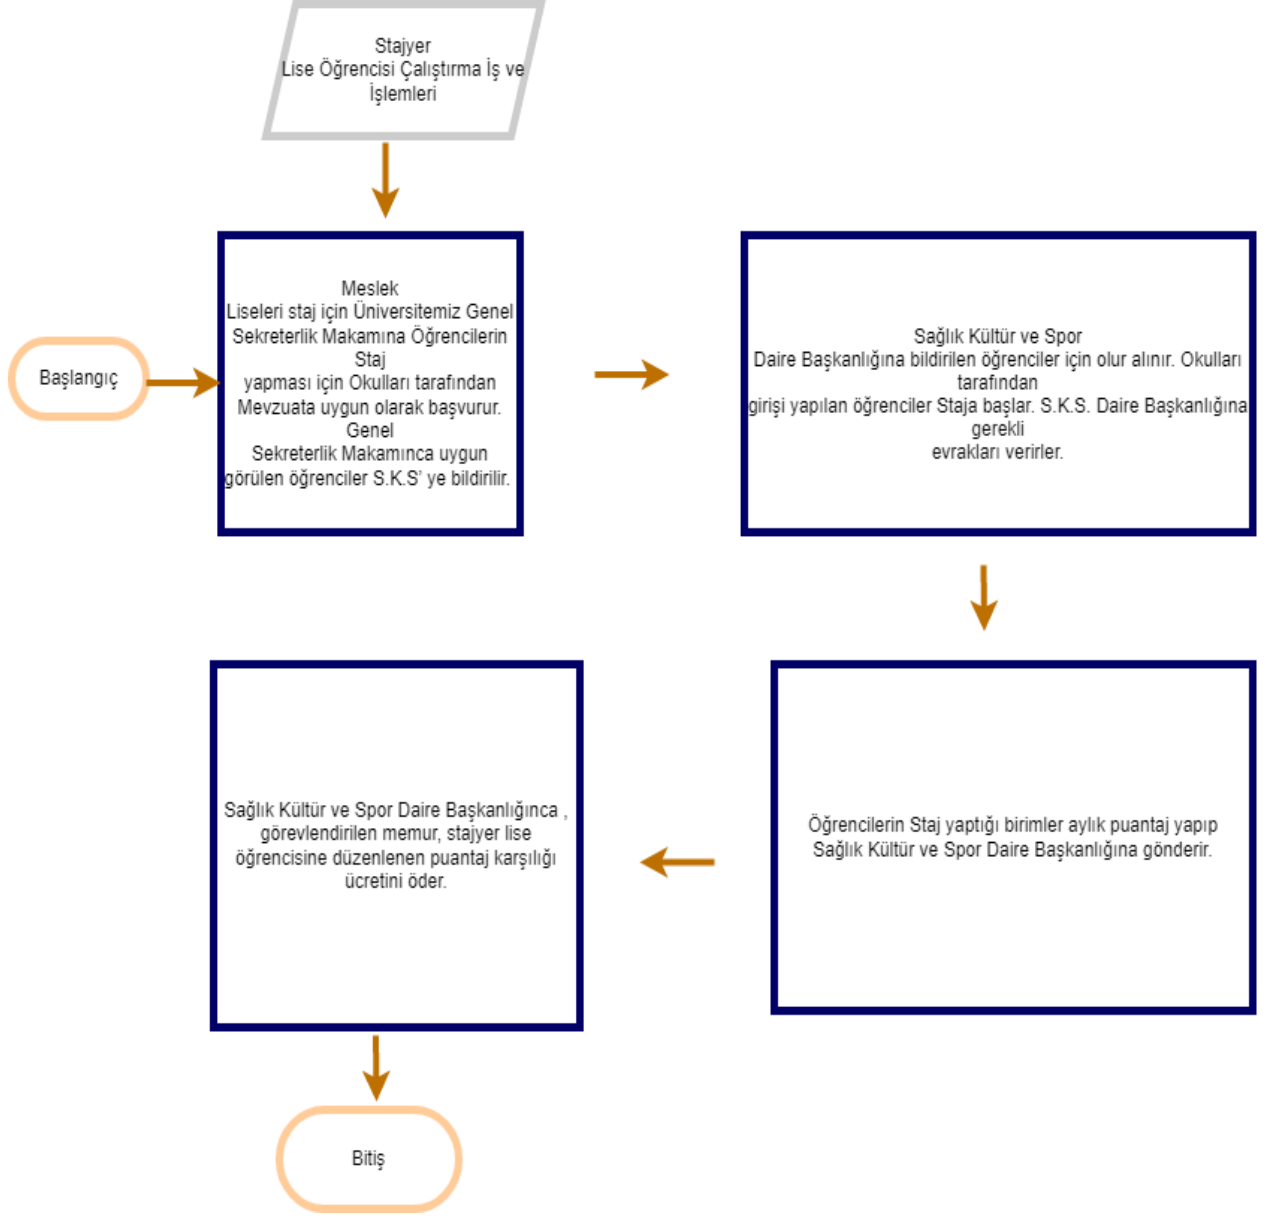 Stajyer
Lise Öğrencisi Çalıştırma İş ve
İşlemleri
Başlangıç
Meslek
Liseleri staj için Üniversitemiz Genel
Sekreterlik Makamına Öğrencilerin
Staj
yapması için Okulları tarafından
Mevzuata uygun olarak başvurur.
Genel
Sekreterlik Makamınca uygun
görülen öğrenciler S.K.S' ye bildirilir.
Sağlık Kültür ve Spor
Daire Başkanlığına bildirilen öğrenciler için olur alınır. Okulları
tarafından
girişi yapılan öğrenciler Staja başlar. S.K.S. Daire Başkanlığına
gerekli
evrakları verirler.
Öğrencilerin Staj yaptığı birimler aylık puantaj yapıp
Sağlık Kültür ve Spor Daire Başkanlığına gönderir.
Sağlık Kültür ve Spor Daire Başkanlığınca ,
görevlendirilen memur, stajyer lise
öğrencisine düzenlenen puantaj karşılığı
ücretini öder.
Bitiş